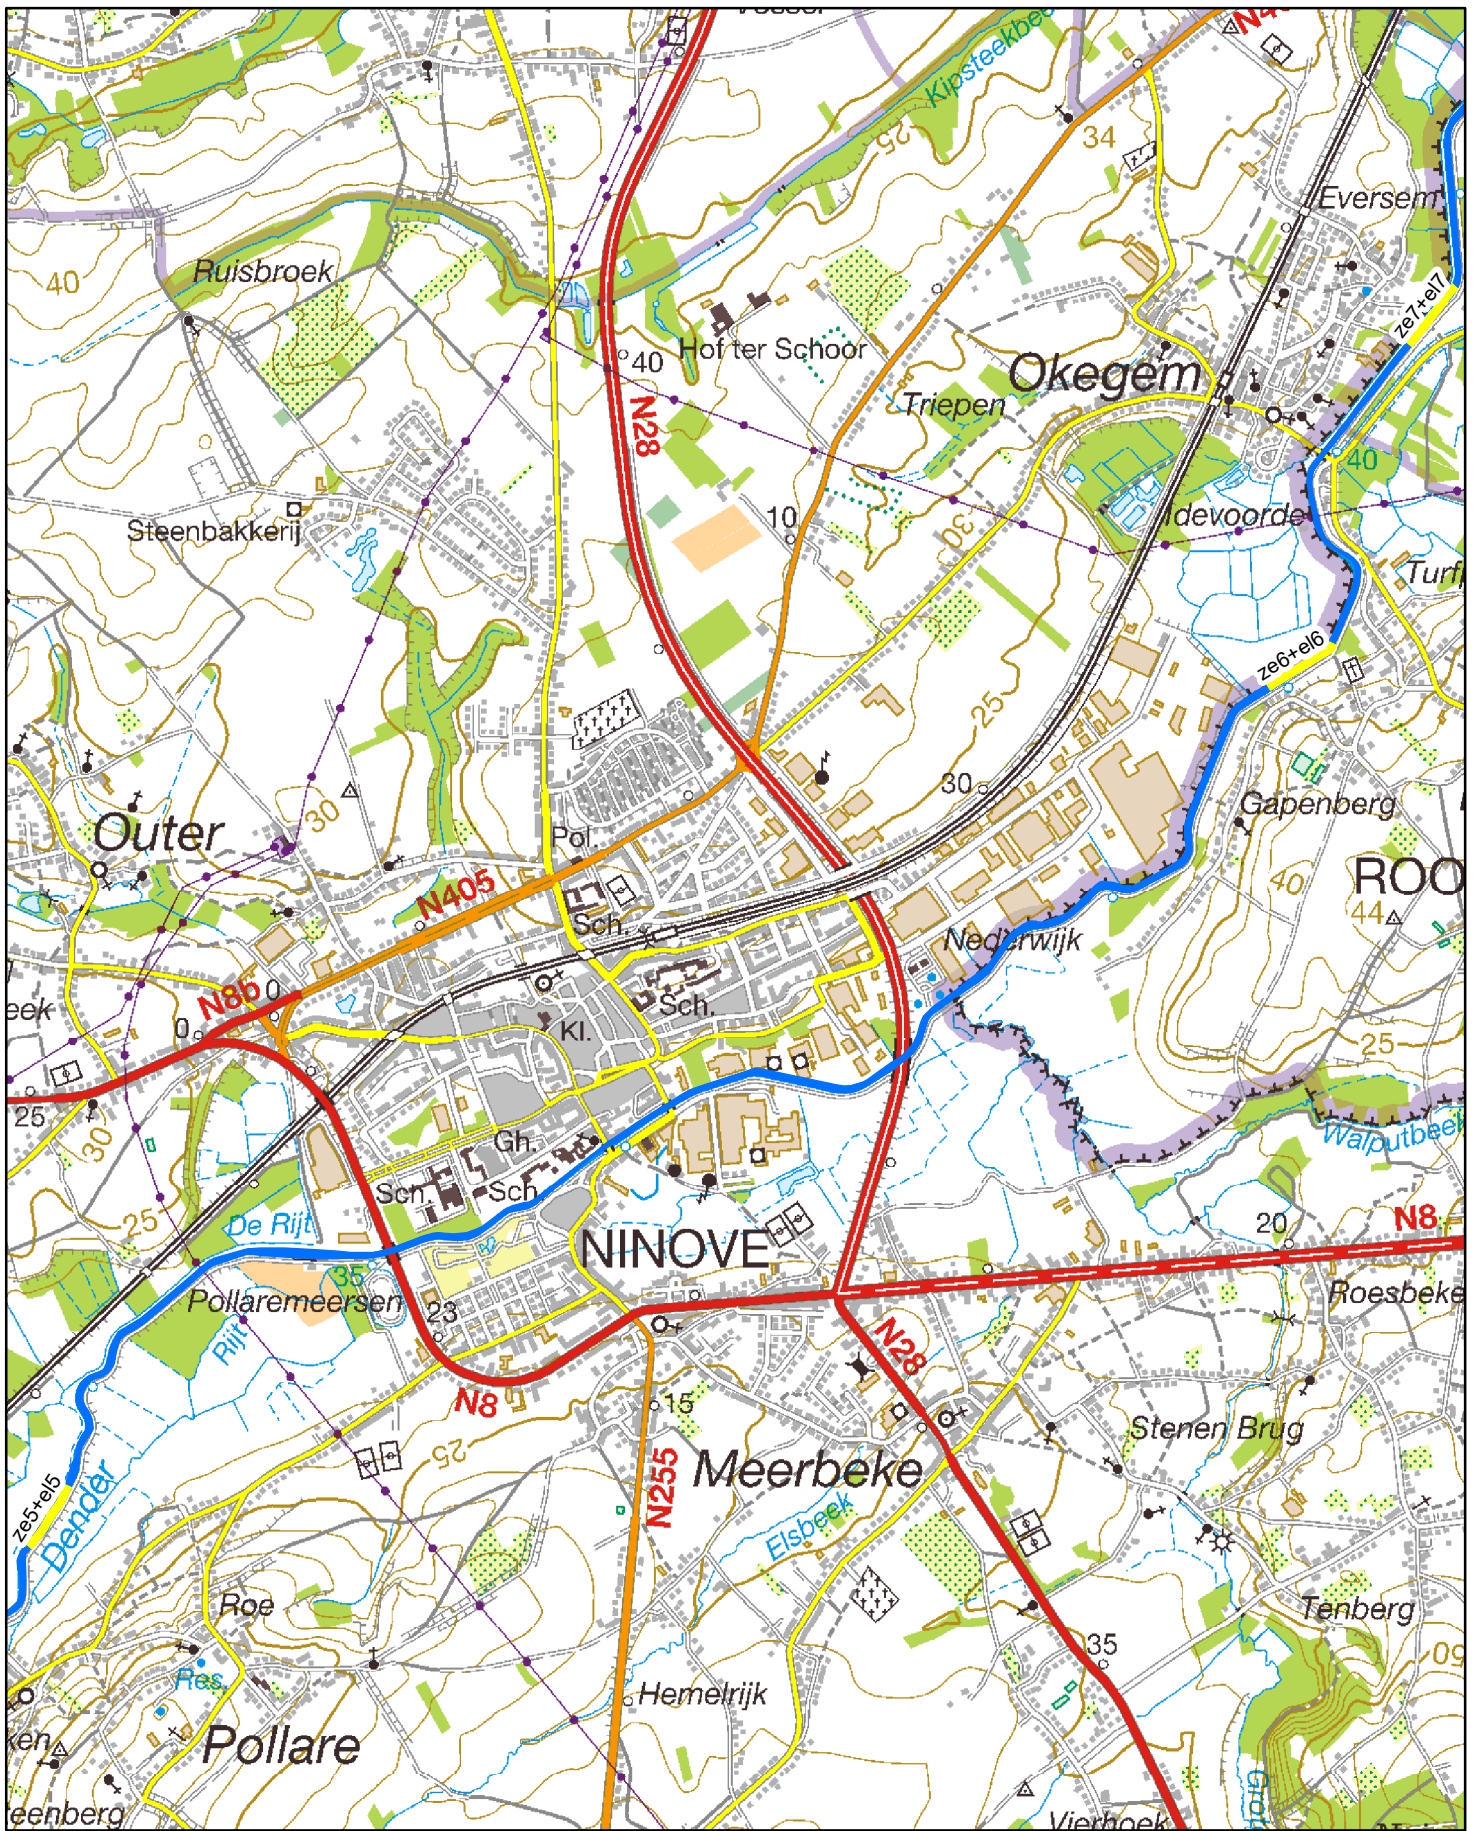 Kipsteekbee
25
34
Eversem
Ruisbroek
40
ze7+el7
Hof ter Schoor
40
Okegem
Triepen
N28
40
10
Idevoorde
Steenbakkerij
30
Turf
ze6+el6
25
30
Gapenberg
Outer
30
Pol.
ROO
40
44
N405
Sch.
Nederwijk
N8b
0
eek
0
Sch.
Kl.
25
25
30
Gh.
Walputbeek
Sch.
Sch.
25
De Rijt
20
N8
NINOVE
35
Pollaremeersen
23
Roesbeke
Rijt
N28
N8
15
Stenen Brug
25
Meerbeke
N255
ze5+el5
Dender
Elsbeek
Roe
Tenberg
35
60
Res.
Hemelrijk
Pollare
ken
eenberg
Vierhoek